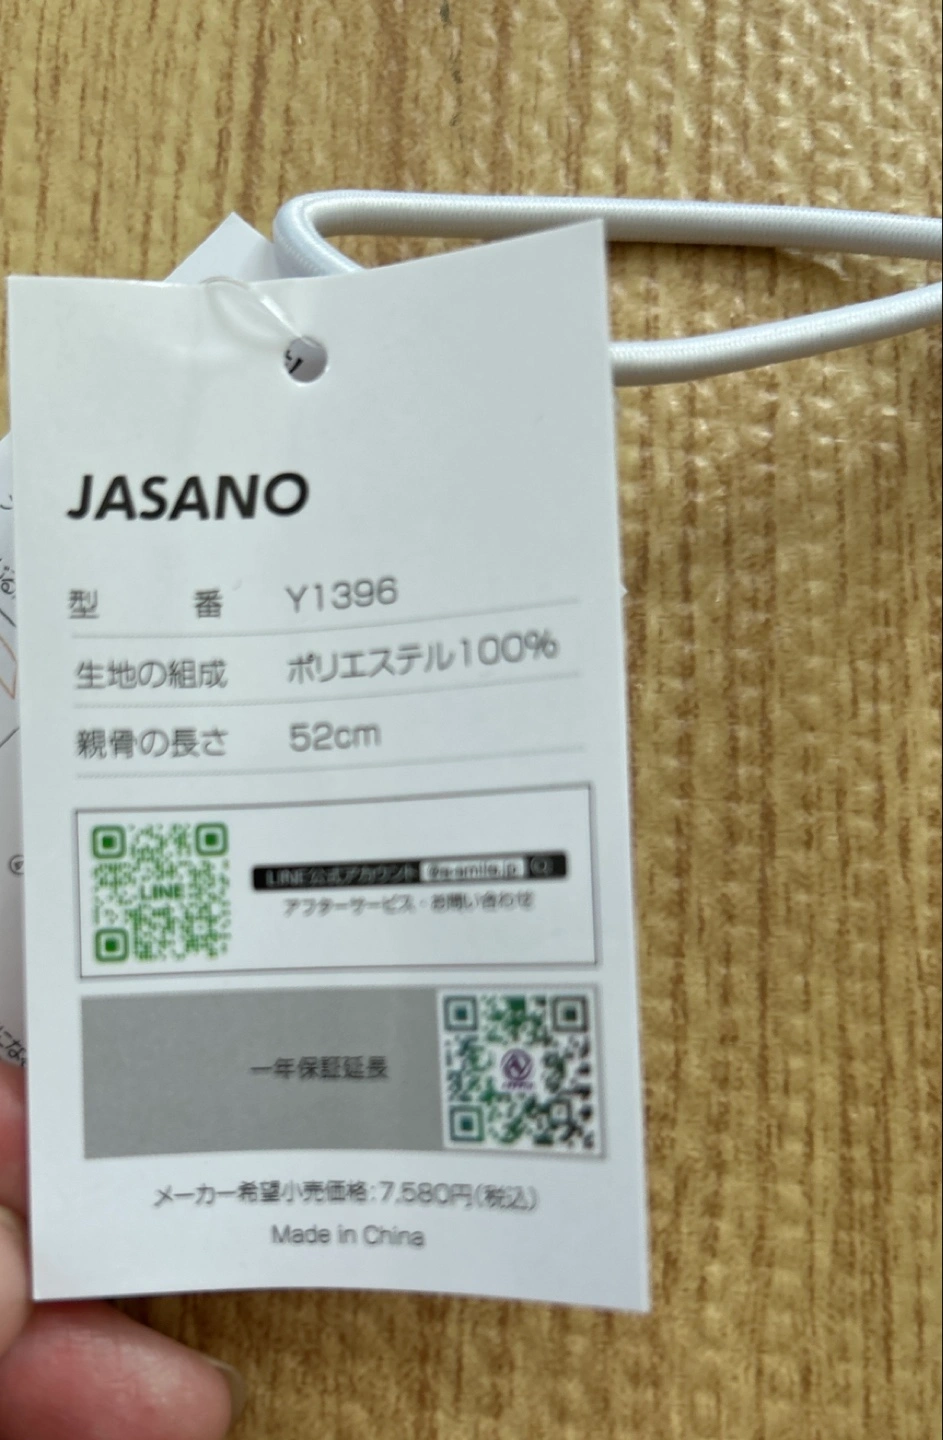 JASANO
型番 Y1396
生地の組成 ポリエステル100%
親骨の長さ 52cm
LINE
LINE公式アカウント
アフターサービス・お問い合わせ
一年保証延長
メーカー希望小売価格:7,580円(税込)
Made in China